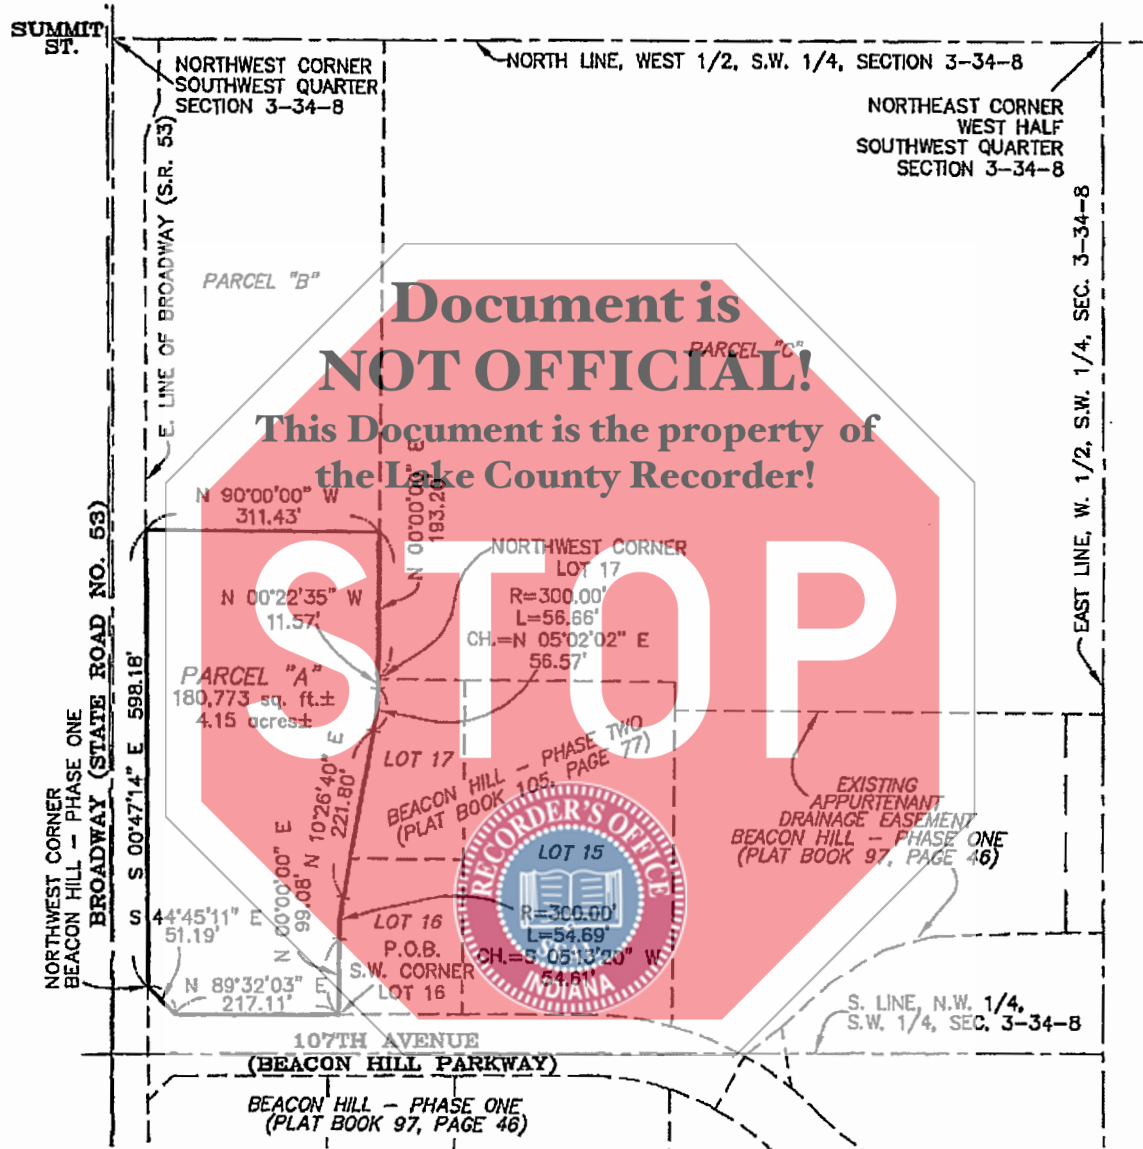 SUMMIT
ST.
NORTHWEST CORNER
SOUTHWEST QUARTER
SECTION 3-34-8
NORTH LINE, WEST 1/2, S.W. 1/4, SECTION 3-34-8
NORTHEAST CORNER
WEST HALF
SOUTHWEST QUARTER
SECTION 3-34-8
E. LINE OF BROADWAY (S.R. 53)
EAST LINE, W. 1/2, S.W. 1/4, SEC. 3-34-8
PARCEL "B"
Document is
NOT OFFICIAL!
This Document is the property of
the Lake County Recorder!
STOP
PARCEL "C"
N 90°00'00" W
311.43'
N 00°00'00" E
193.20'
NORTHWEST CORNER
LOT 17
R=300.00'
L=56.66'
CH.=N 05°02'02" E
56.57'
N 00°22'35" W
11.57'
PARCEL "A"
180,773 sq. ft.±
4.15 acres±
BROADWAY (STATE ROAD NO. 53)
S 00°47'14" E 598.18'
NORTHWEST CORNER
BEACON HILL - PHASE ONE
LOT 17
BEACON HILL - PHASE TWO
(PLAT BOOK 105, PAGE 77)
N 10°26'40" E
221.80'
N 00°00'00" E
99.08'
EXISTING
APPURTENANT
DRAINAGE EASEMENT
BEACON HILL - PHASE ONE
(PLAT BOOK 97, PAGE 46)
RECORDER'S OFFICE
SEAL
INDIANA
LOT 15
R=300.00'
L=54.69'
CH.=S 05°13'20" W
54.61'
LOT 16
P.O.B.
S.W. CORNER
LOT 16
S 44°45'11" E
51.19'
N 89°32'03" E
217.11'
S. LINE, N.W. 1/4,
S.W. 1/4, SEC. 3-34-8
107TH AVENUE
(BEACON HILL PARKWAY)
BEACON HILL - PHASE ONE
(PLAT BOOK 97, PAGE 46)